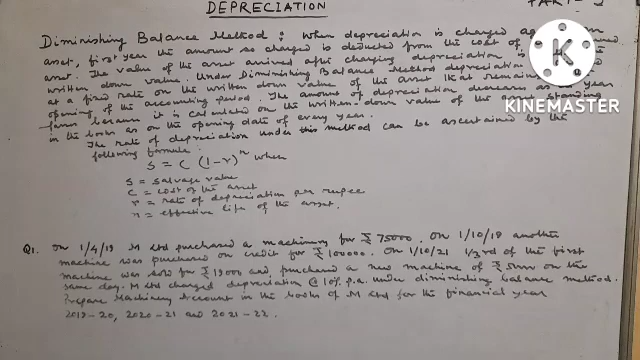 DEPRECIATION
PART-
Diminishing Balance Method : When depreciation is charged
asset, first year the amount so charged is deducted from the cost of
asset. The value of the asset arrived after charging depreciation is
written down value. Under Diminishing Balance Method depreciation
at a fixed rate on the written down value of the asset that remains
opening of the accounting period. The amount of depreciation decreases as year
because it is calculated on the written down value of the asset standing
in the books as on the opening date of every year.
The rate of depreciation under this method can be ascertained by the
following formula.
S = C (1-r)^n when
S = Salvage value
C = Cost of the asset
r = rate of depreciation per rupee
n = effective life of the asset.
Q1. On 1/4/19 M Ltd purchased a machinery for ₹ 75000. On 1/10/18 another
machine was purchased on credit for ₹ 100000. On 1/10/21 1/3rd of the first
machine was sold for ₹ 19000 and purchased a new machine of ₹ on the
same day. M Ltd charged depreciation @ 10% p.a. under diminishing balance method.
Prepare Machinery Account in the books of M Ltd for the financial year
2019-20, 2020-21 and 2021-22.
K
KINEMASTER